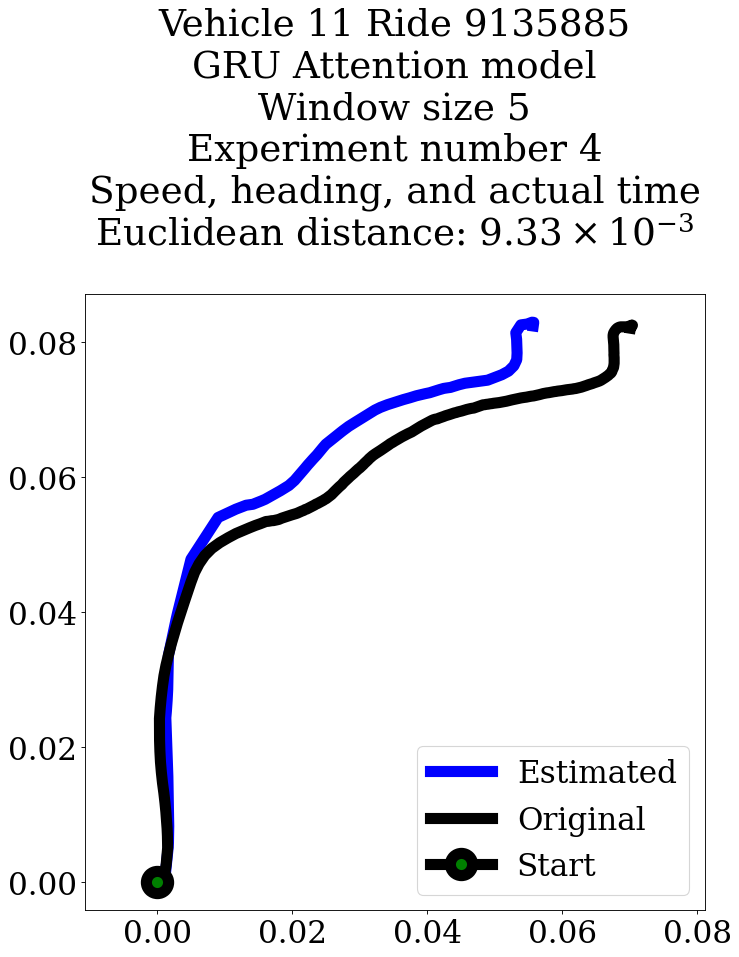 Vehicle 11 Ride 9135885
GRU Attention model
Window size 5
Experiment number 4
Speed, heading, and actual time
Euclidean distance: 9.33 × 10⁻³
0.08
0.06
0.04
0.02
0.00
Estimated
Original
Start
0.00 0.02 0.04 0.06 0.08